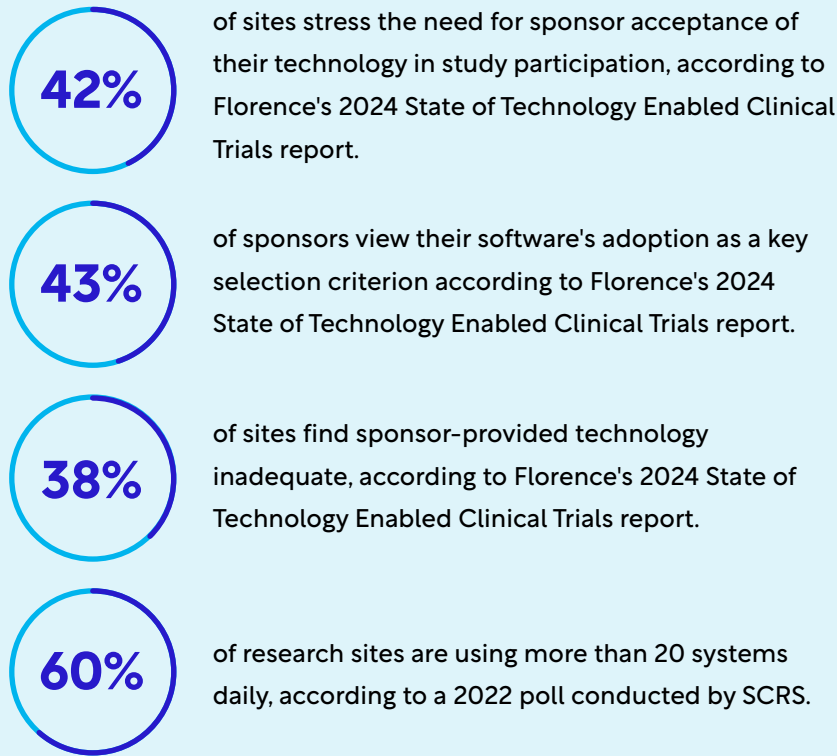 42%
of sites stress the need for sponsor acceptance of
their technology in study participation, according to
Florence's 2024 State of Technology Enabled Clinical
Trials report.
43%
of sponsors view their software's adoption as a key
selection criterion according to Florence's 2024
State of Technology Enabled Clinical Trials report.
38%
of sites find sponsor-provided technology
inadequate, according to Florence's 2024 State of
Technology Enabled Clinical Trials report.
60%
of research sites are using more than 20 systems
daily, according to a 2022 poll conducted by SCRS.